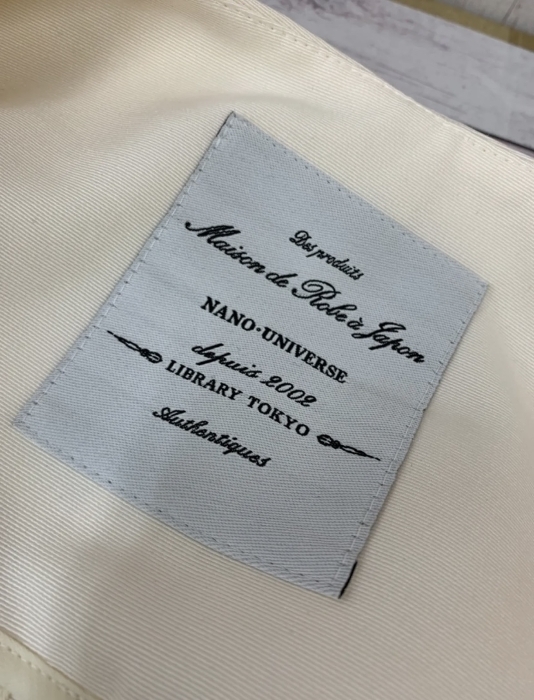 Des produits
Maison de Robe à Japon
NANO·UNIVERSE
depuis 2002
LIBRARY TOKYO
Authentiques